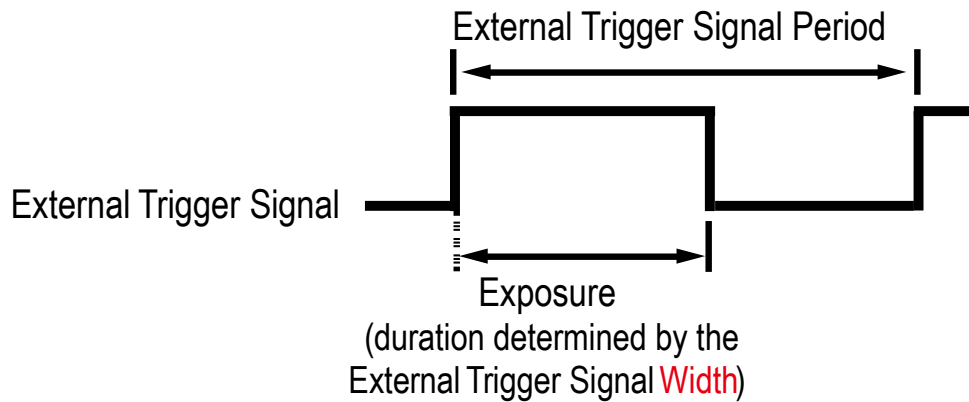 External Trigger Signal Period
External Trigger Signal
Exposure
(duration determined by the
External Trigger Signal Width)